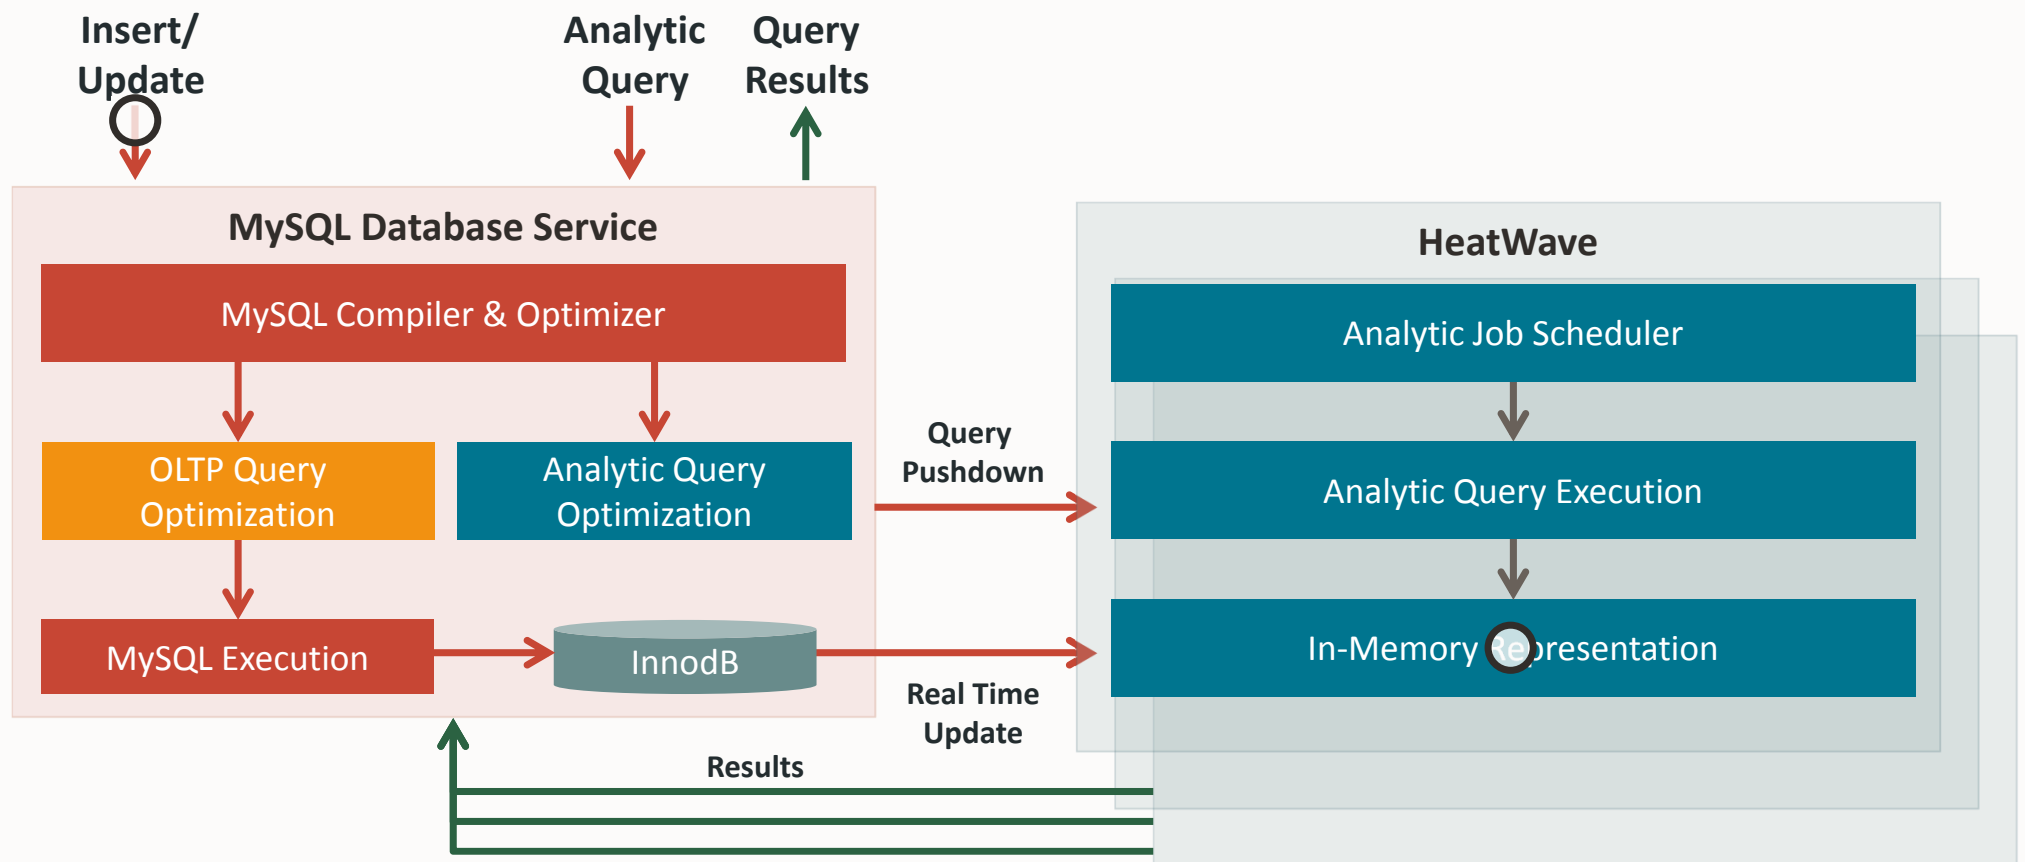 Insert/
Update
Analytic
Query
Query
Results
MySQL Database Service
MySQL Compiler & Optimizer
OLTP Query
Optimization
Analytic Query
Optimization
MySQL Execution
InnodB
Query
Pushdown
Real Time
Update
Results
HeatWave
Analytic Job Scheduler
Analytic Query Execution
In-Memory Representation